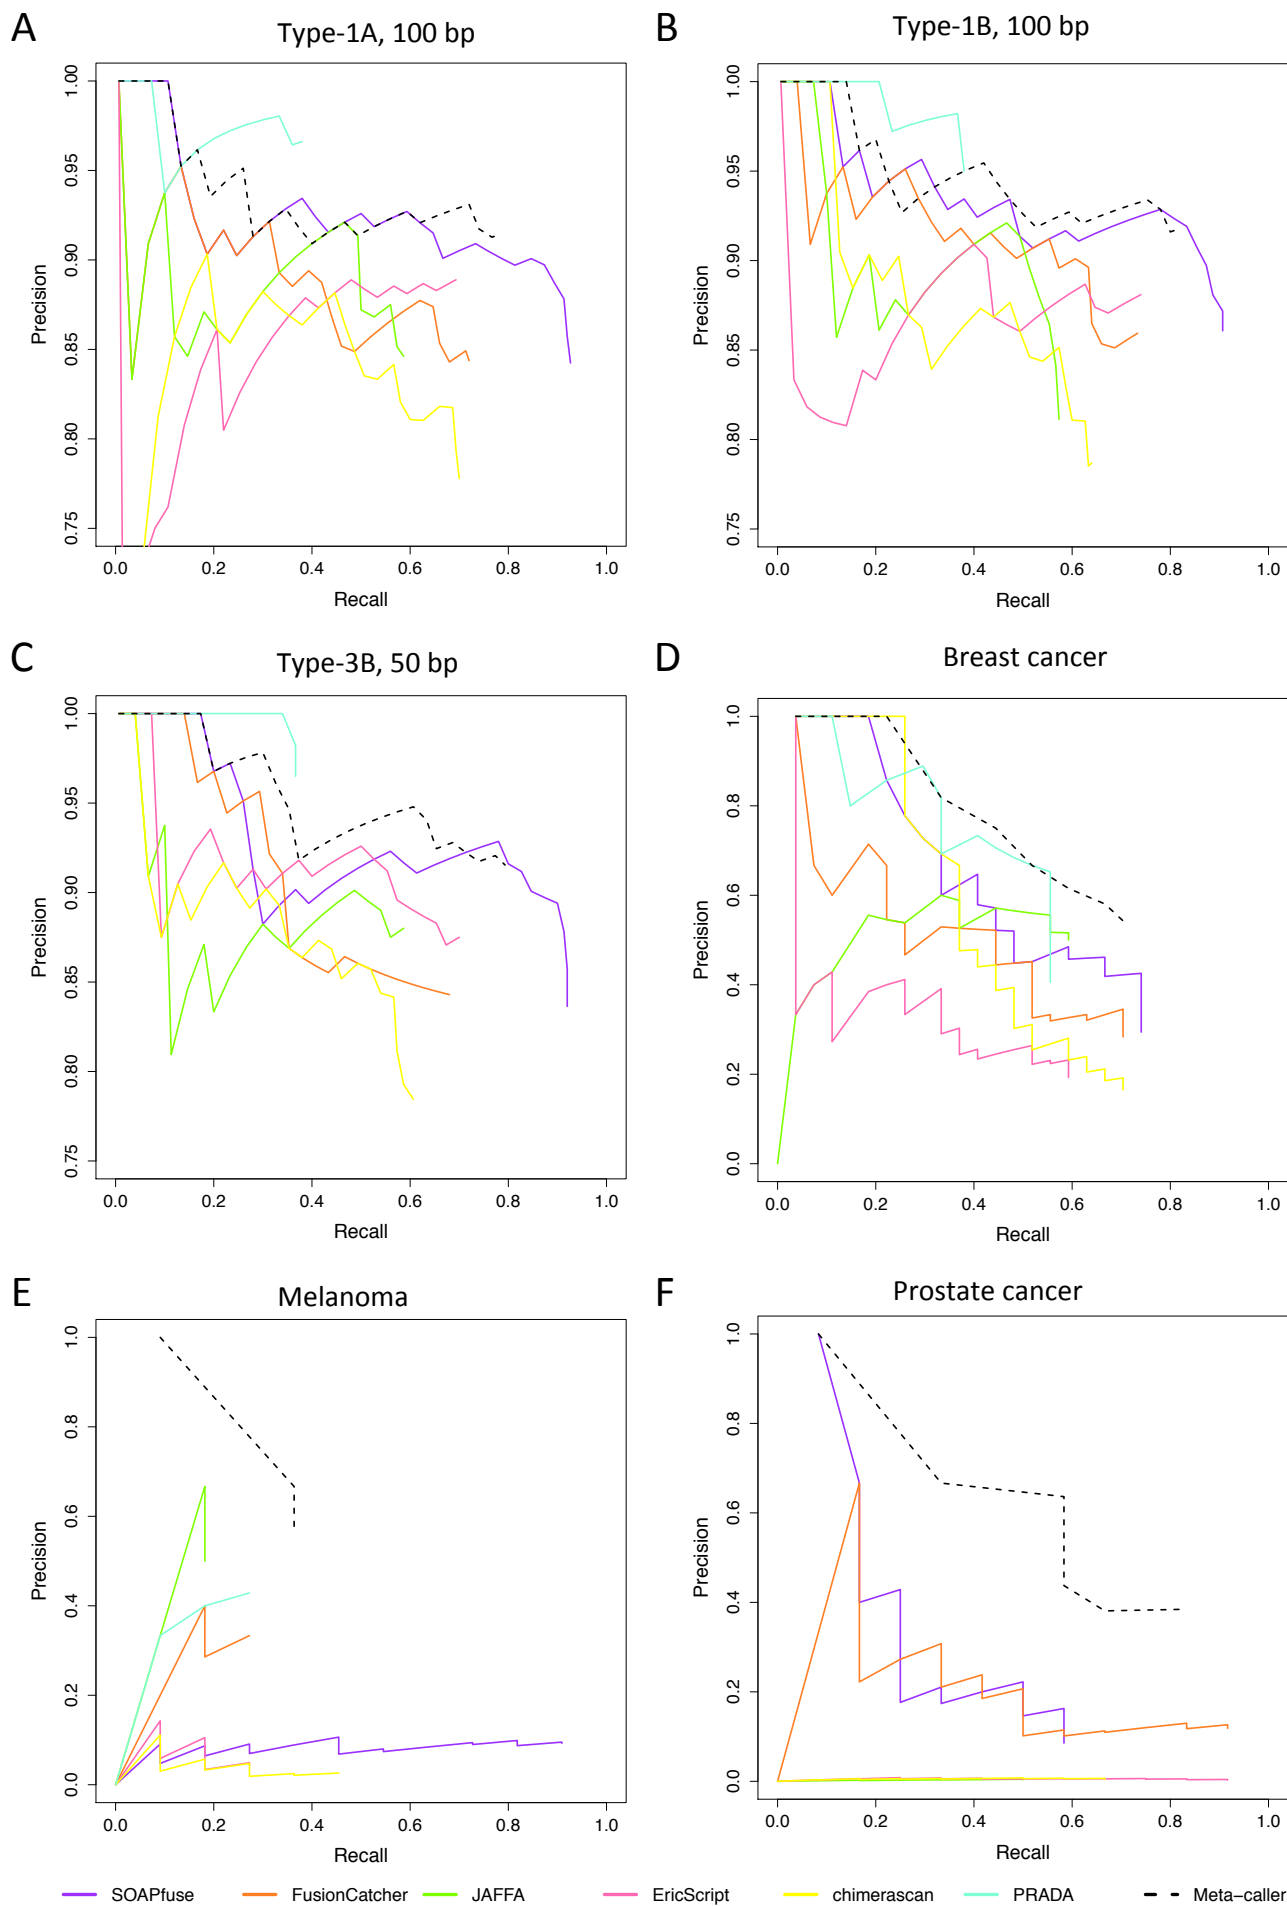 A
Type-1A, 100 bp
Precision
1.00
0.95
0.90
0.85
0.80
0.75
0.0 0.2 0.4 0.6 0.8 1.0
Recall
B
Type-1B, 100 bp
Precision
1.00
0.95
0.90
0.85
0.80
0.75
0.0 0.2 0.4 0.6 0.8 1.0
Recall
C
Type-3B, 50 bp
Precision
1.00
0.95
0.90
0.85
0.80
0.75
0.0 0.2 0.4 0.6 0.8 1.0
Recall
D
Breast cancer
Precision
1.0
0.8
0.6
0.4
0.2
0.0
0.0 0.2 0.4 0.6 0.8 1.0
Recall
E
Melanoma
Precision
1.0
0.8
0.6
0.4
0.2
0.0
0.0 0.2 0.4 0.6 0.8 1.0
Recall
F
Prostate cancer
Precision
1.0
0.8
0.6
0.4
0.2
0.0
0.0 0.2 0.4 0.6 0.8 1.0
Recall
SOAPfuse FusionCatcher JAFFA EricScript chimerascan PRADA Meta−caller